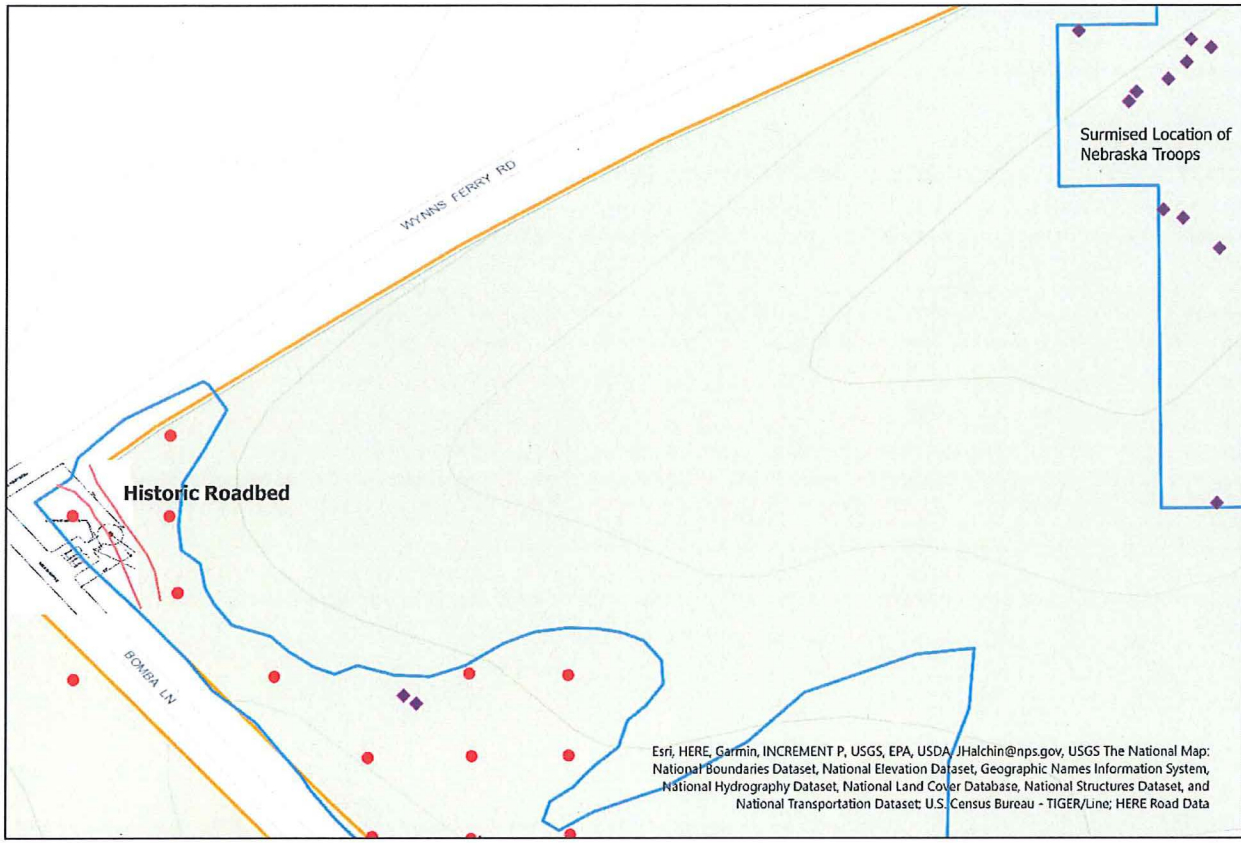 Surmised Location of
Nebraska Troops
WYNNS FERRY RD
Historic Roadbed
BOMBA LN
Esri, HERE, Garmin, INCREMENT P, USGS, EPA, USDA, JHalchin@nps.gov, USGS The National Map:
National Boundaries Dataset, National Elevation Dataset, Geographic Names Information System,
National Hydrography Dataset, National Land Cover Database, National Structures Dataset, and
National Transportation Dataset; U.S. Census Bureau - TIGER/Line; HERE Road Data